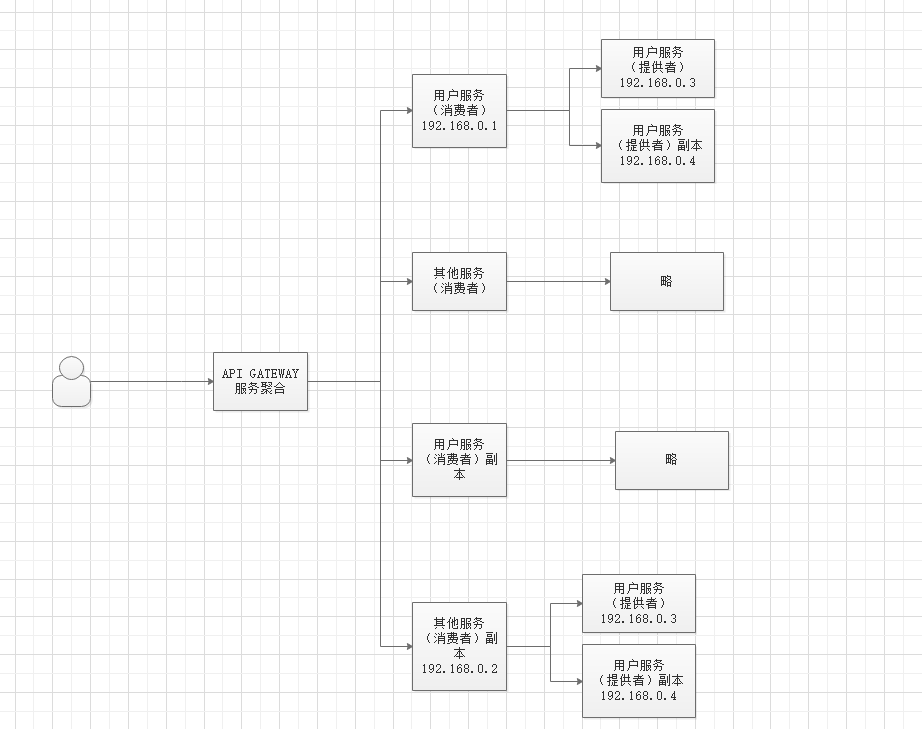 用户服务
（提供者）
192.168.0.3
用户服务
（消费者）
192.168.0.1
用户服务
（提供者）副本
192.168.0.4
其他服务
（消费者）
略
API GATEWAY
服务聚合
用户服务
（消费者）副
本
略
用户服务
（提供者）
192.168.0.3
其他服务
（消费者）副
本
192.168.0.2
用户服务
（提供者）副本
192.168.0.4